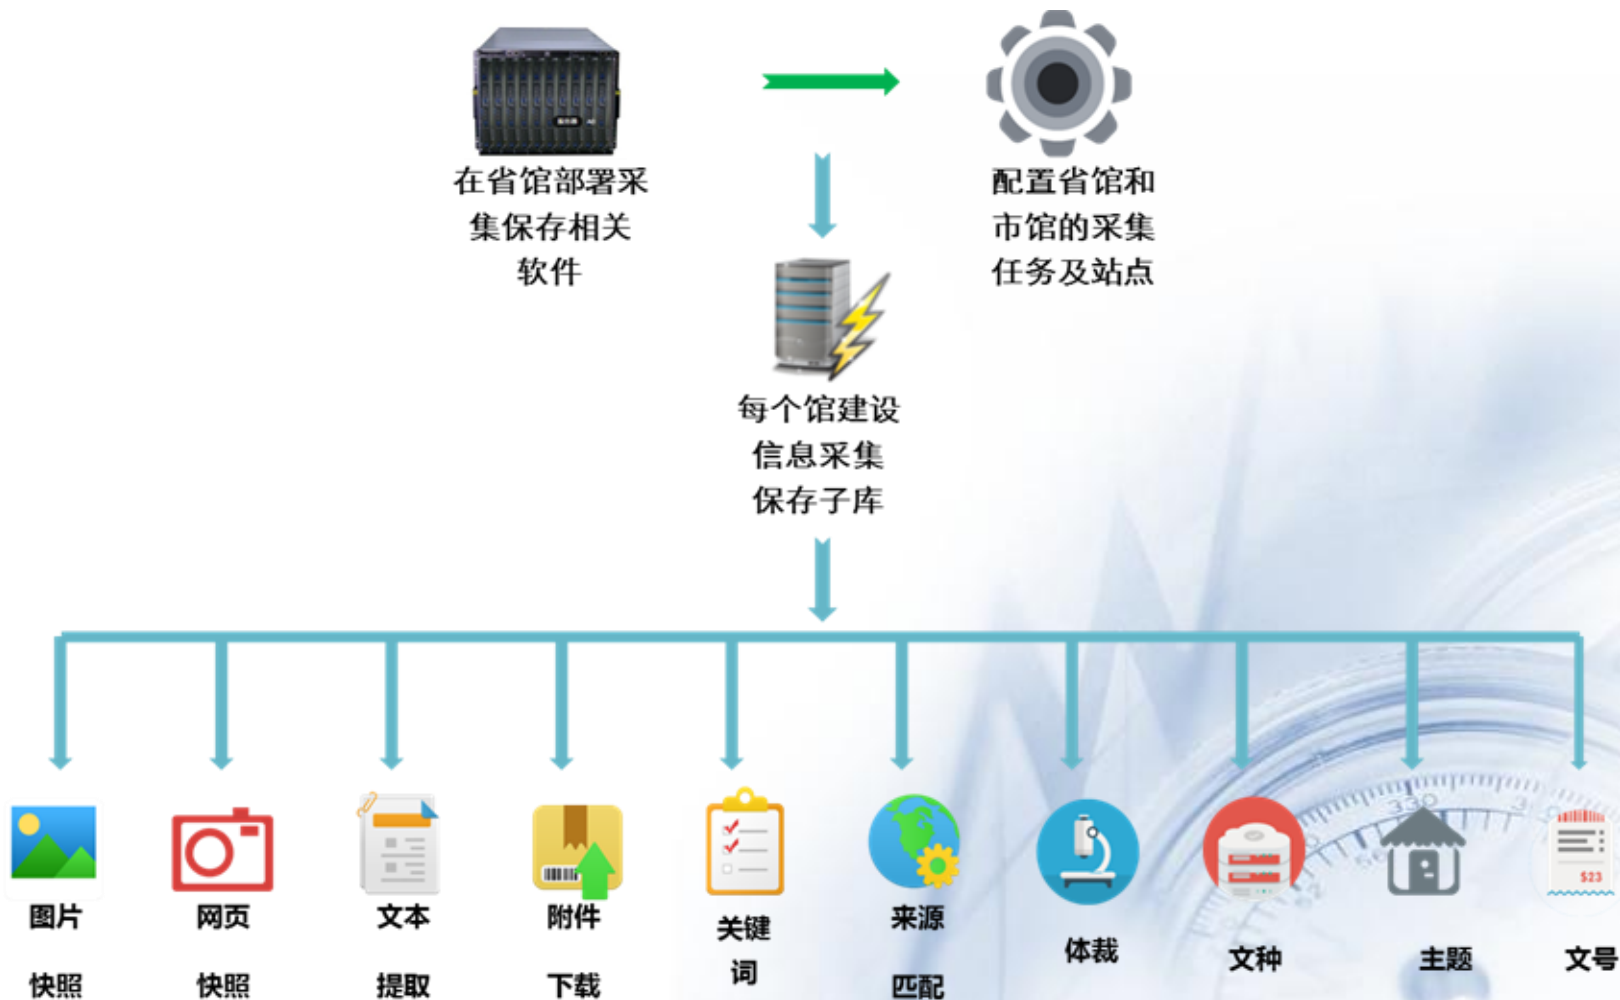 在省馆部署采
集保存相关
软件
配置省馆和
市馆的采集
任务及站点
每个馆建设
信息采集
保存子库
图片
快照
网页
快照
文本
提取
附件
下载
关键
词
来源
匹配
体裁
文种
主题
文号
$23
330